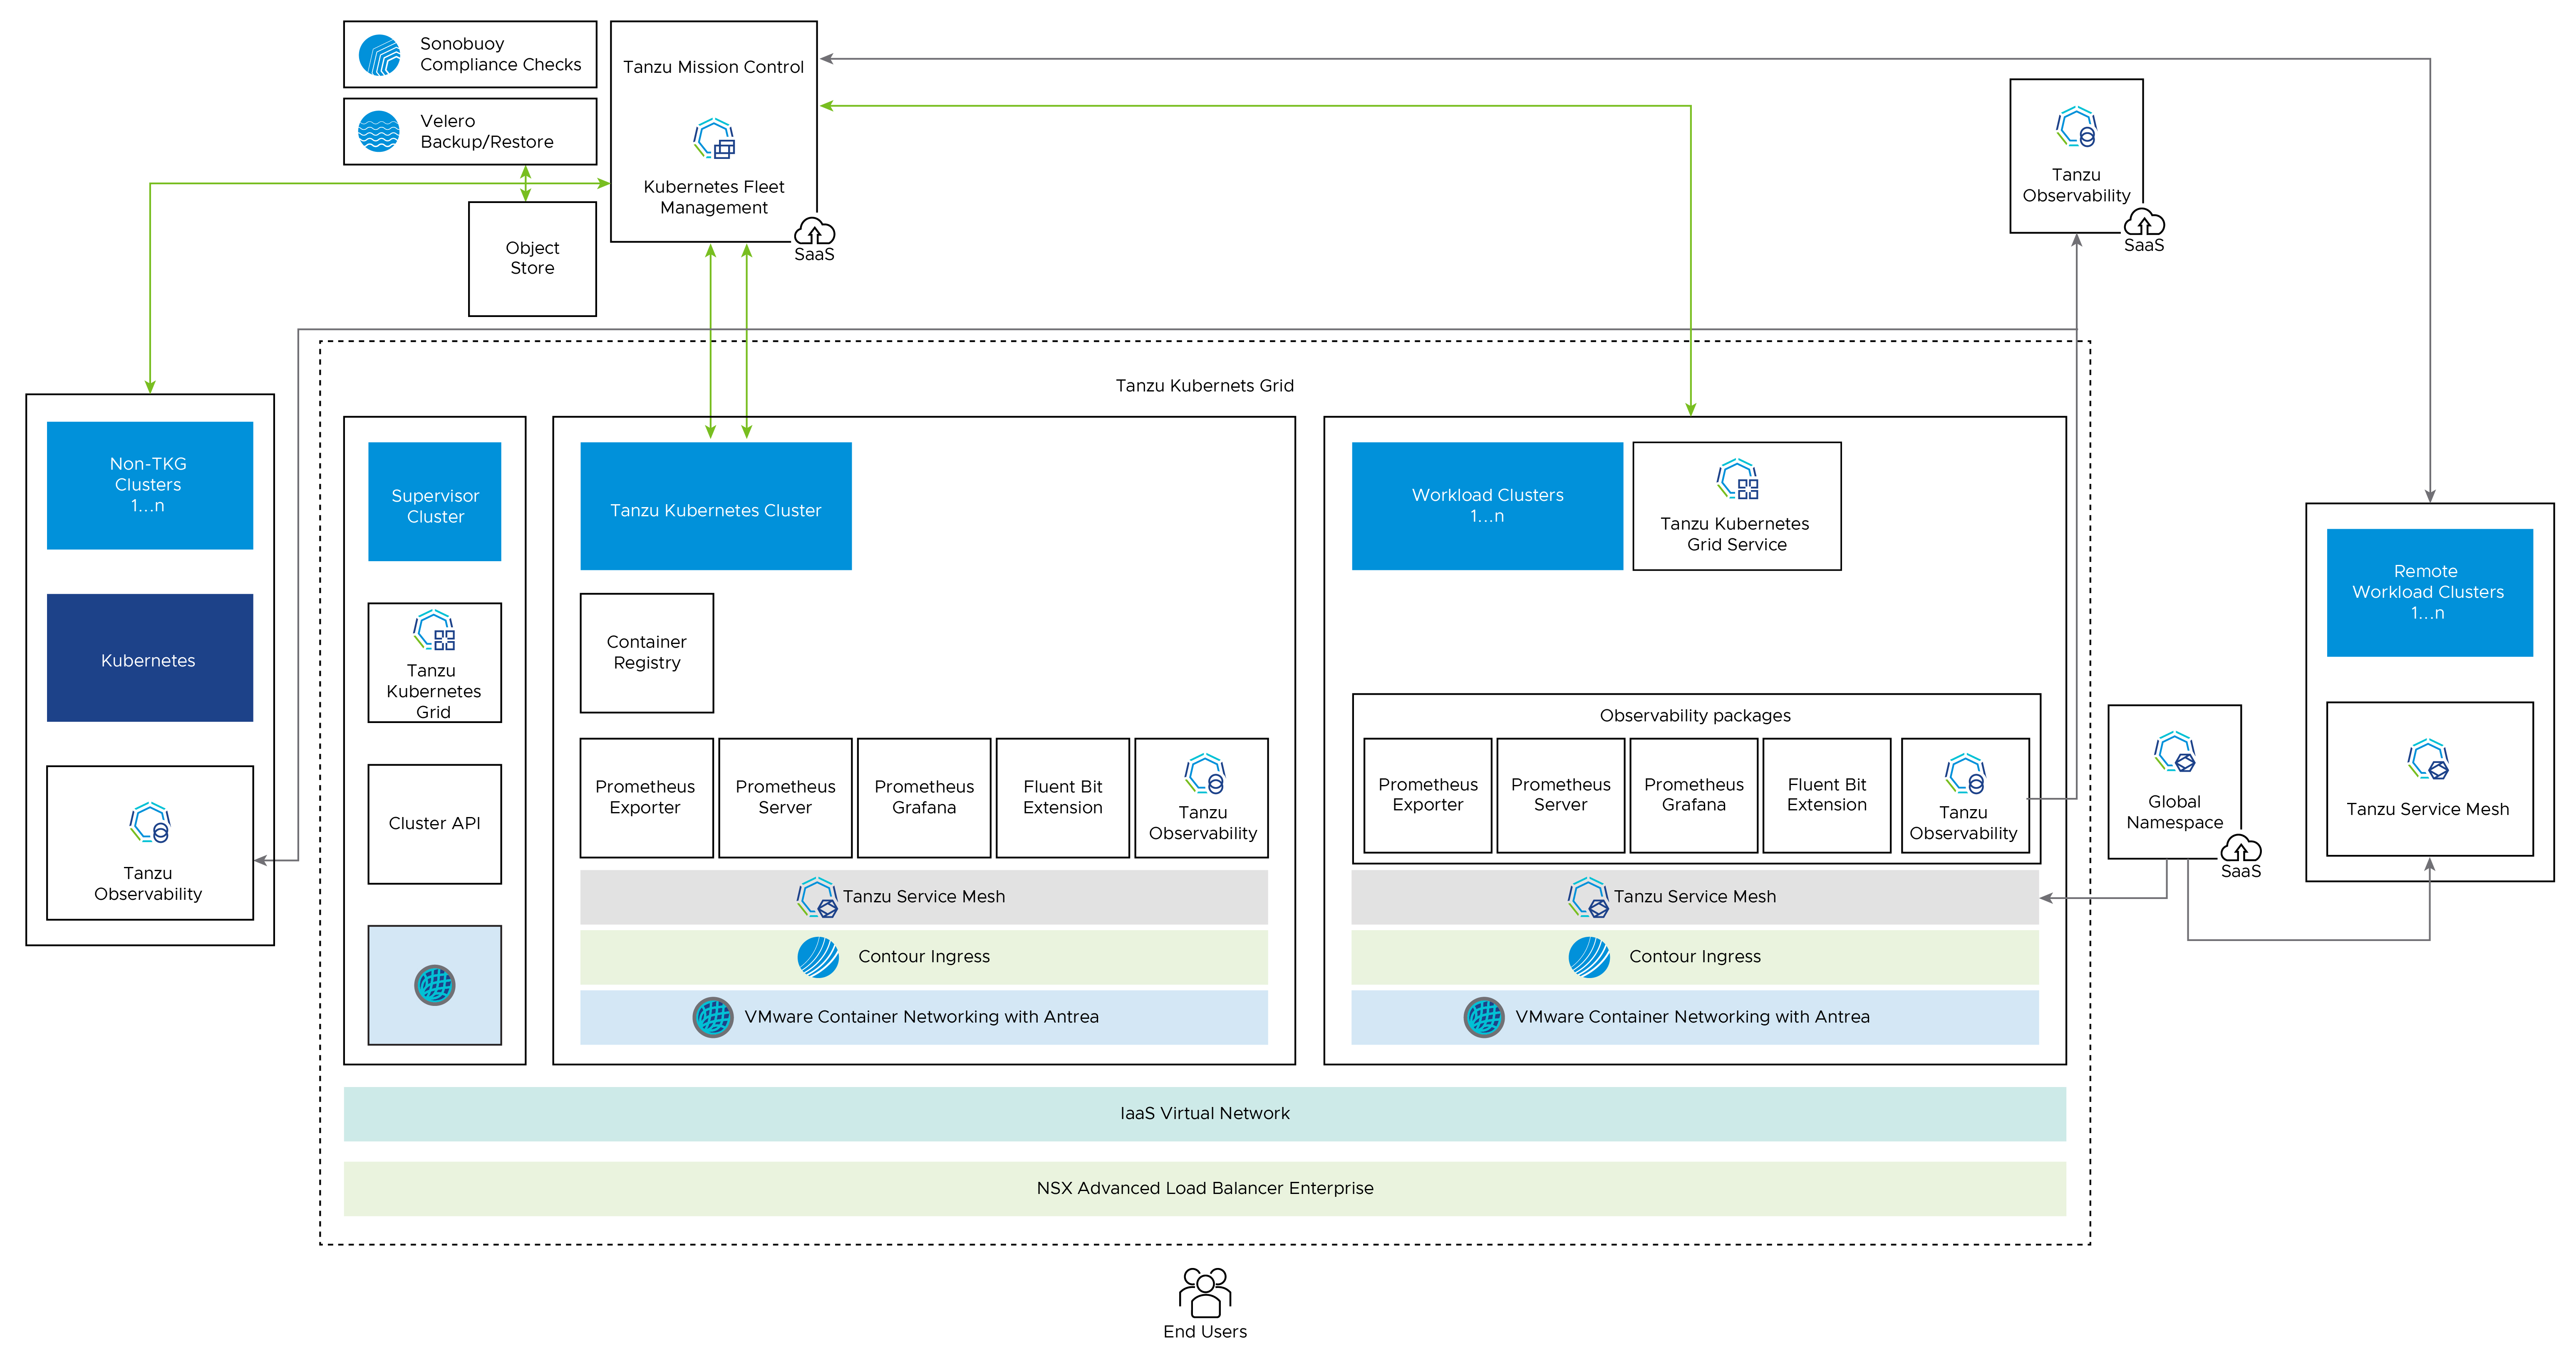 Sonobuoy
Compliance Checks
Velero
Backup/Restore
Object
Store
Tanzu Mission Control
Kubernetes Fleet
Management
SaaS
Tanzu
Observability
SaaS
Tanzu Kubernets Grid
Non-TKG
Clusters
1...n
Kubernetes
Tanzu
Observability
Supervisor
Cluster
Tanzu
Kubernetes
Grid
Cluster API
Tanzu Kubernetes Cluster
Container
Registry
Prometheus
Exporter
Prometheus
Server
Prometheus
Grafana
Fluent Bit
Extension
Tanzu
Observability
Tanzu Service Mesh
Contour Ingress
VMware Container Networking with Antrea
Workload Clusters
1...n
Tanzu Kubernetes
Grid Service
Observability packages
Prometheus
Exporter
Prometheus
Server
Prometheus
Grafana
Fluent Bit
Extension
Tanzu
Observability
Tanzu Service Mesh
Contour Ingress
VMware Container Networking with Antrea
Global
Namespace
SaaS
Remote
Workload Clusters
1...n
Tanzu Service Mesh
IaaS Virtual Network
NSX Advanced Load Balancer Enterprise
End Users